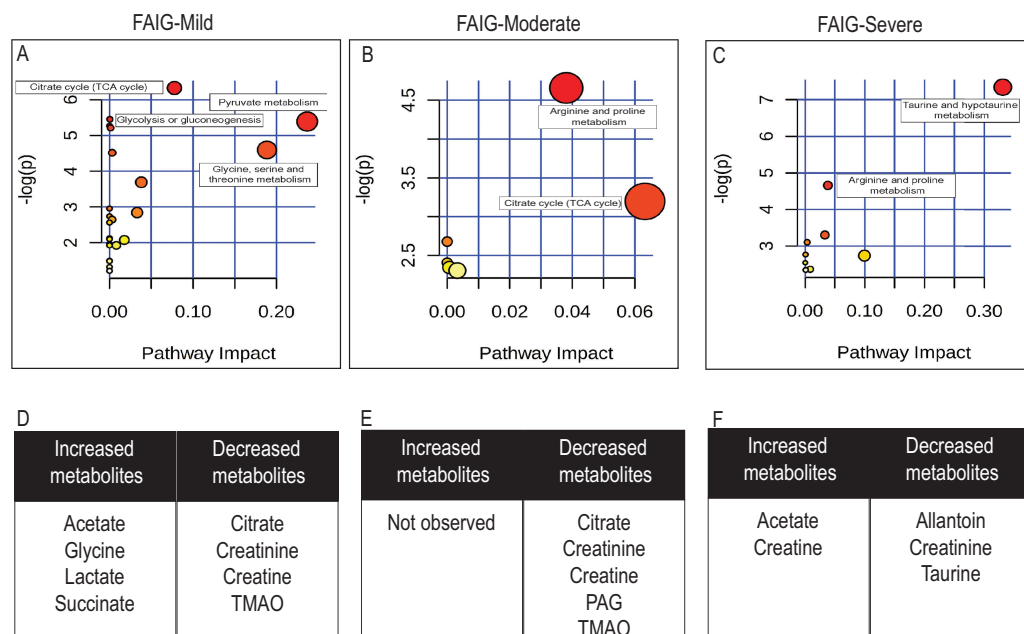 FAIG-Mild
FAIG-Moderate
FAIG-Severe
A
Citrate cycle (TCA cycle)
Pyruvate metabolism
Glycolysis or gluconeogenesis
Glycine, serine and
threonine metabolism
-log(p)
6
5
4
3
2
0.00 0.10 0.20
Pathway Impact
B
Arginine and proline
metabolism
Citrate cycle (TCA cycle)
-log(p)
4.5
3.5
2.5
0.00 0.02 0.04 0.06
Pathway Impact
C
Taurine and hypotaurine
metabolism
Arginine and proline
metabolism
-log(p)
7
6
5
4
3
0.00 0.10 0.20 0.30
Pathway Impact
D
Increased
metabolites
Decreased
metabolites
Acetate
Glycine
Lactate
Succinate
Citrate
Creatinine
Creatine
TMAO
E
Increased
metabolites
Decreased
metabolites
Not observed
Citrate
Creatinine
Creatine
PAG
TMAO
F
Increased
metabolites
Decreased
metabolites
Acetate
Creatine
Allantoin
Creatinine
Taurine